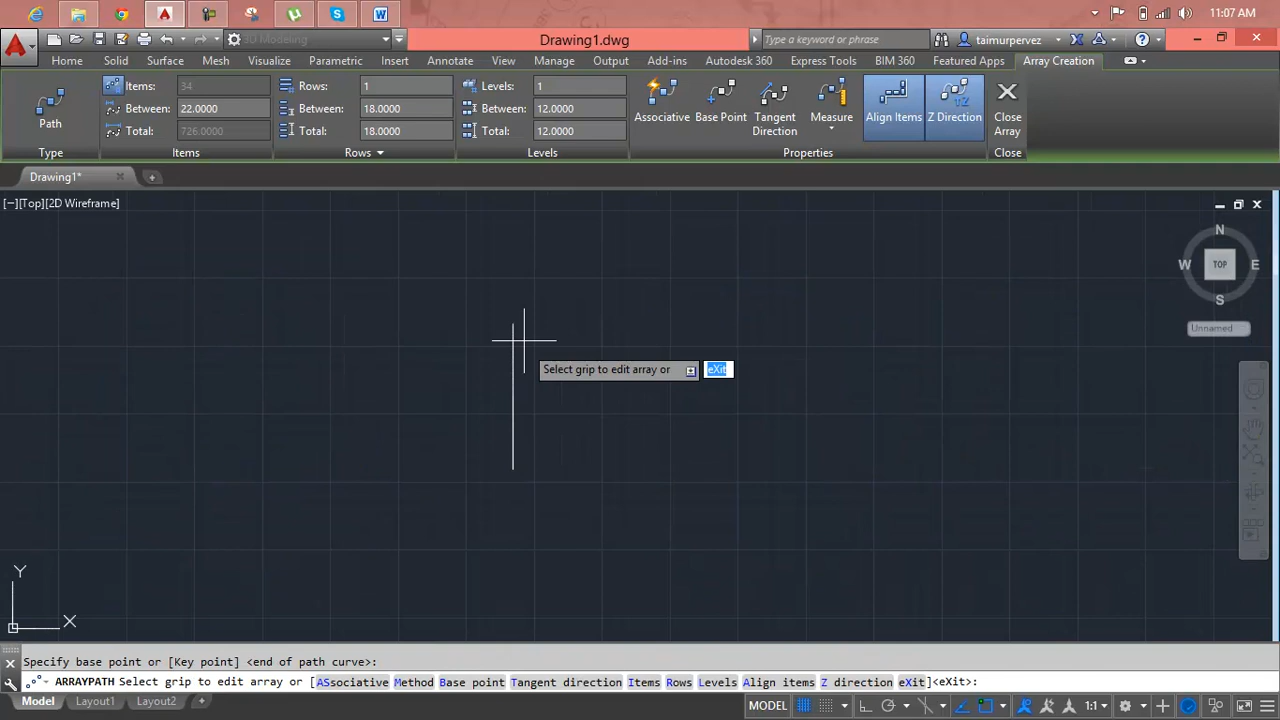 11:07 AM
3D Modeling
Drawing1.dwg
Type a keyword or phrase
taimurpervez
Home Solid Surface Mesh Visualize Parametric Insert Annotate View Manage Output Add-ins Autodesk 360 Express Tools BIM 360 Featured Apps Array Creation
Path
Type
Items: 34
Between: 22.0000
Total: 726.0000
Items
Rows: 1
Between: 18.0000
Total: 18.0000
Rows
Levels: 1
Between: 12.0000
Total: 12.0000
Levels
Associative
Base Point
Tangent
Direction
Measure
Align Items
Z Direction
Properties
Close
Array
Close
Drawing1*
[−][Top][2D Wireframe]
N
W TOP E
S
Unnamed
Select grip to edit array or eXit
Y
X
Specify base point or [Key point] <end of path curve>:
ARRAYPATH Select grip to edit array or [ASsociative Method Base point Tangent direction Items Rows Levels Align items Z direction eXit]<eXit>:
Model Layout1 Layout2 +
MODEL
1:1